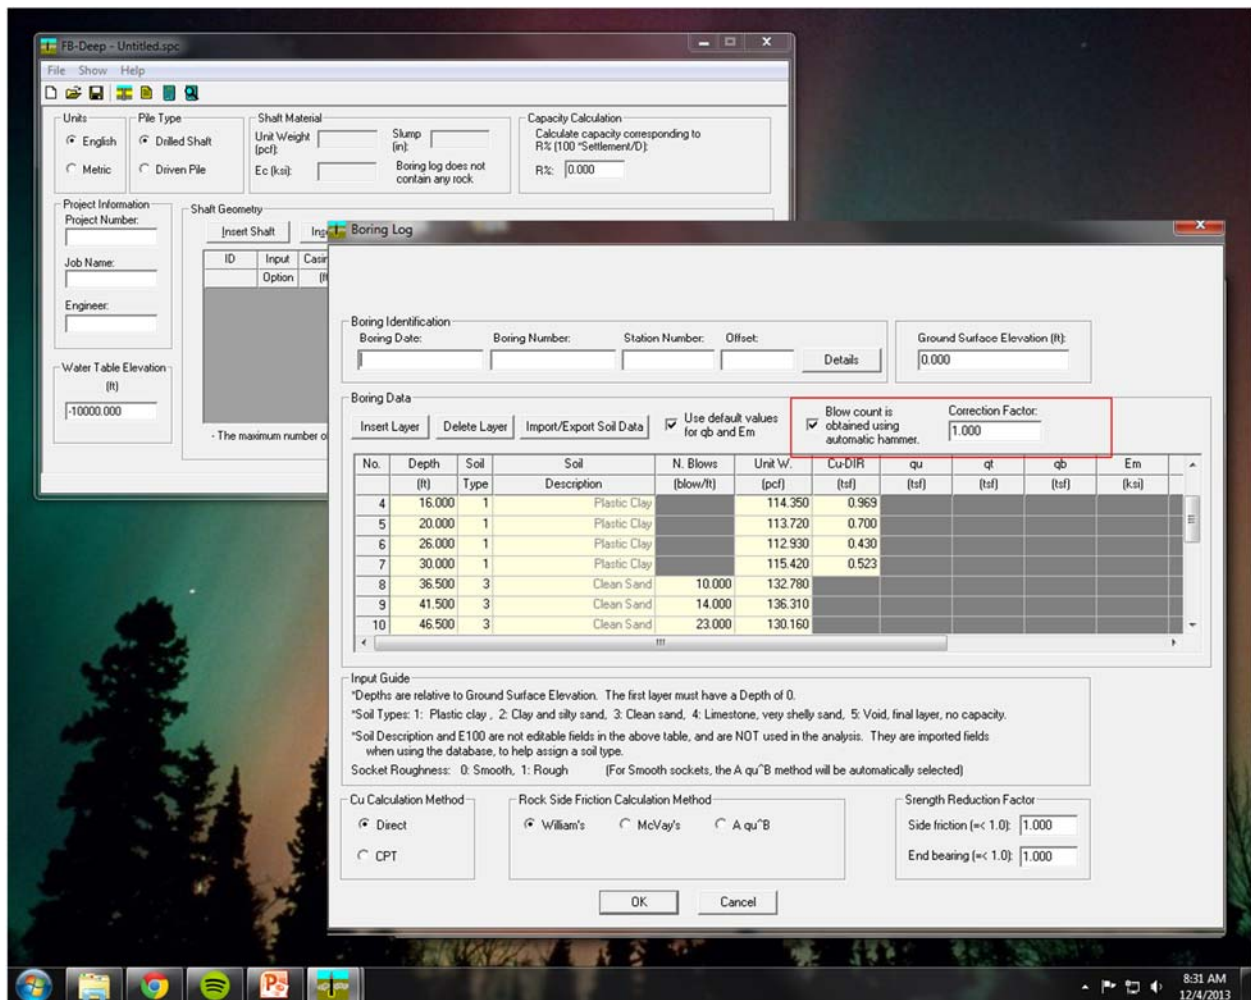 FB-Deep - Untitled.spc
File Show Help
Units
English
Metric
Pile Type
Drilled Shaft
Driven Pile
Shaft Material
Unit Weight
(pcf):
Slump
(in):
Ec (ksi):
Boring log does not
contain any rock
Capacity Calculation
Calculate capacity corresponding to
R% (100 *Settlement/D):
R%: 0.000
Project Information
Project Number:
Job Name:
Engineer:
Water Table Elevation
(ft)
-10000.000
Shaft Geometry
Insert Shaft
ID Input
Option
- The maximum number
Boring Log
Boring Identification
Boring Date: Boring Number: Station Number: Offset:
Details
Ground Surface Elevation (ft):
0.000
Boring Data
Insert Layer Delete Layer Import/Export Soil Data
Use default values
for qb and Em
Blow count is
obtained using
automatic hammer.
Correction Factor:
1.000
No. Depth Soil Soil N. Blows Unit W. Cu-DIR qu qt qb Em
(ft) Type Description (blow/ft) (pcf) (tsf) (tsf) (tsf) (tsf) (ksi)
4 16.000 1 Plastic Clay 114.350 0.969
5 20.000 1 Plastic Clay 113.720 0.700
6 26.000 1 Plastic Clay 112.930 0.430
7 30.000 1 Plastic Clay 115.420 0.523
8 36.500 3 Clean Sand 10.000 132.780
9 41.500 3 Clean Sand 14.000 136.310
10 46.500 3 Clean Sand 23.000 130.160
Input Guide
*Depths are relative to Ground Surface Elevation. The first layer must have a Depth of 0.
*Soil Types: 1: Plastic clay , 2: Clay and silty sand, 3: Clean sand, 4: Limestone, very shelly sand, 5: Void, final layer, no capacity.
*Soil Description and E100 are not editable fields in the above table, and are NOT used in the analysis. They are imported fields
when using the database, to help assign a soil type.
Socket Roughness: 0: Smooth, 1: Rough (For Smooth sockets, the A qu^B method will be automatically selected)
Cu Calculation Method
Direct
CPT
Rock Side Friction Calculation Method
William's McVay's A qu^B
Srength Reduction Factor
Side friction (=< 1.0): 1.000
End bearing (=< 1.0): 1.000
OK Cancel
8:31 AM
12/4/2013